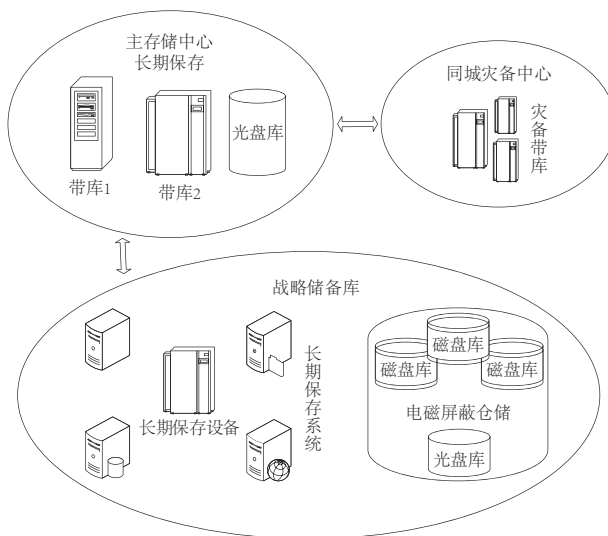 主存储中心
长期保存
光盘库
带库1
带库2
同城灾备中心
灾备带库
战略储备库
长期保存设备
长期保存系统
磁盘库
磁盘库
磁盘库
电磁屏蔽仓储
光盘库